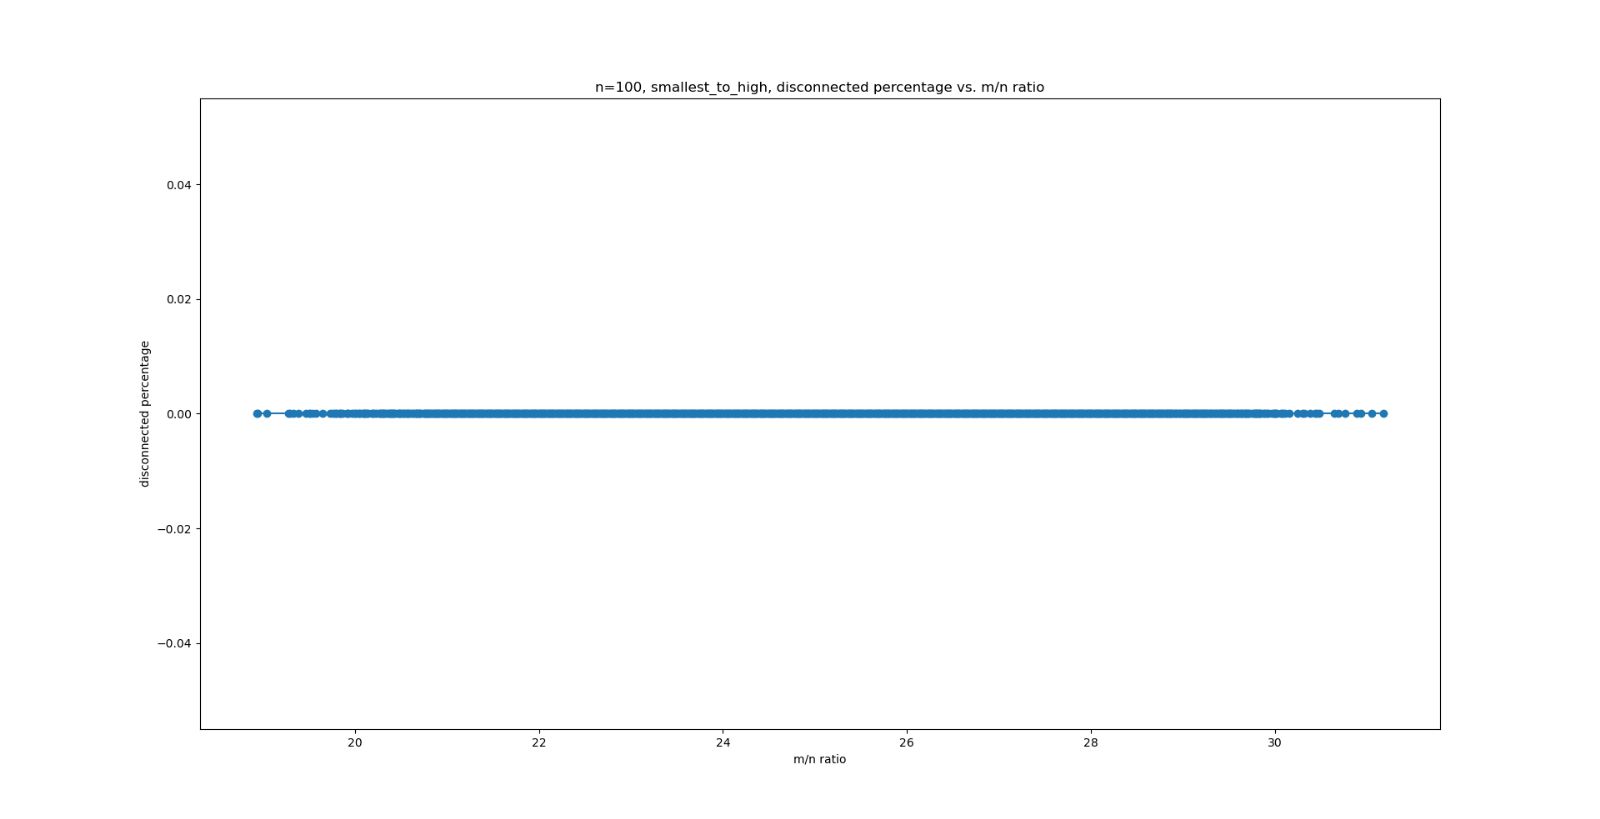 n=100, smallest_to_high, disconnected percentage vs. m/n ratio
0.04
0.02
0.00
−0.02
−0.04
disconnected percentage
20 22 24 26 28 30
m/n ratio